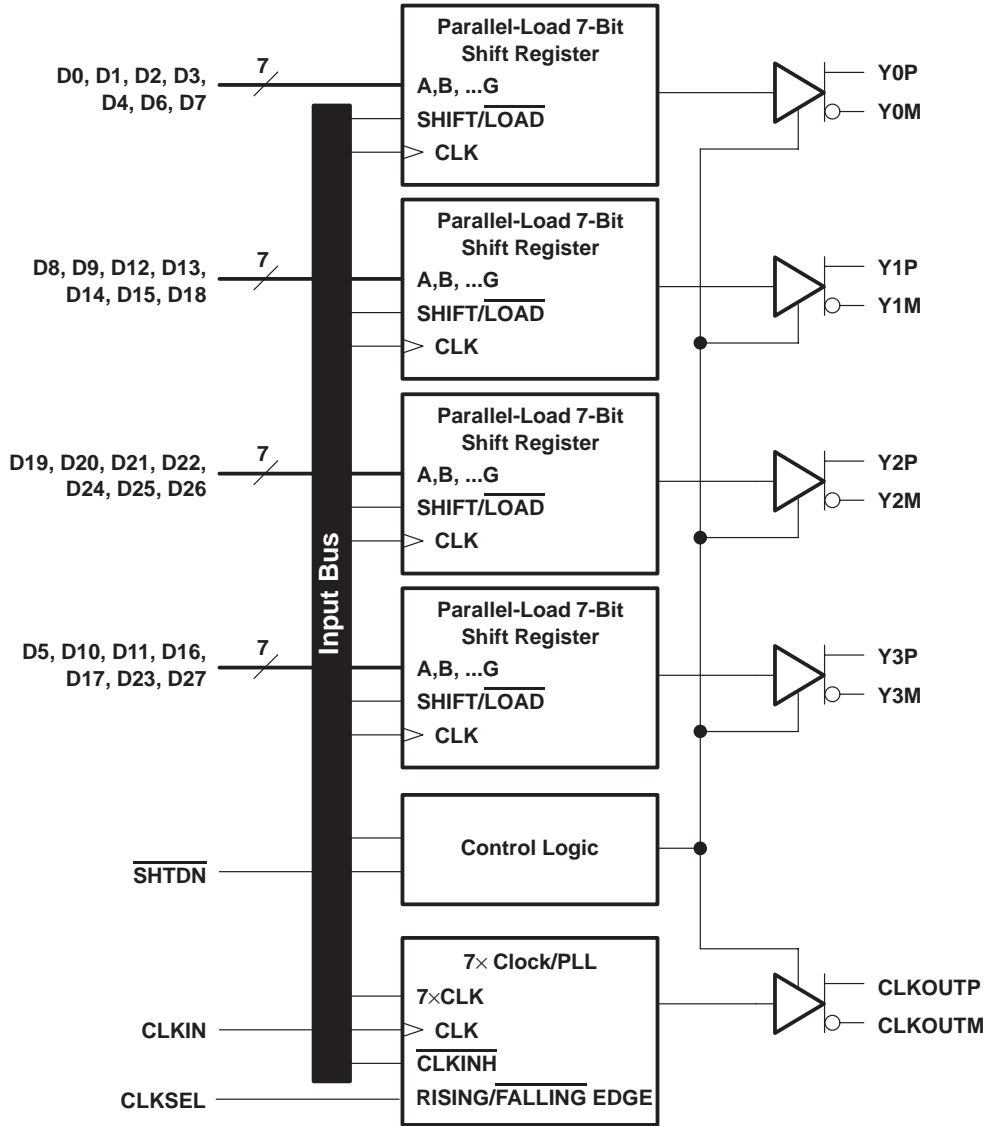 Parallel-Load 7-Bit
Shift Register
D0, D1, D2, D3,
D4, D6, D7
7
A,B, ...G
SHIFT/LOAD
CLK
Y0P
Y0M
Parallel-Load 7-Bit
Shift Register
D8, D9, D12, D13,
D14, D15, D18
7
A,B, ...G
SHIFT/LOAD
CLK
Y1P
Y1M
Parallel-Load 7-Bit
Shift Register
D19, D20, D21, D22,
D24, D25, D26
7
A,B, ...G
SHIFT/LOAD
CLK
Y2P
Y2M
Input Bus
Parallel-Load 7-Bit
Shift Register
D5, D10, D11, D16,
D17, D23, D27
7
A,B, ...G
SHIFT/LOAD
CLK
Y3P
Y3M
Control Logic
SHTDN
7× Clock/PLL
7×CLK
CLKIN
CLK
CLKINH
CLKSEL
RISING/FALLING EDGE
CLKOUTP
CLKOUTM